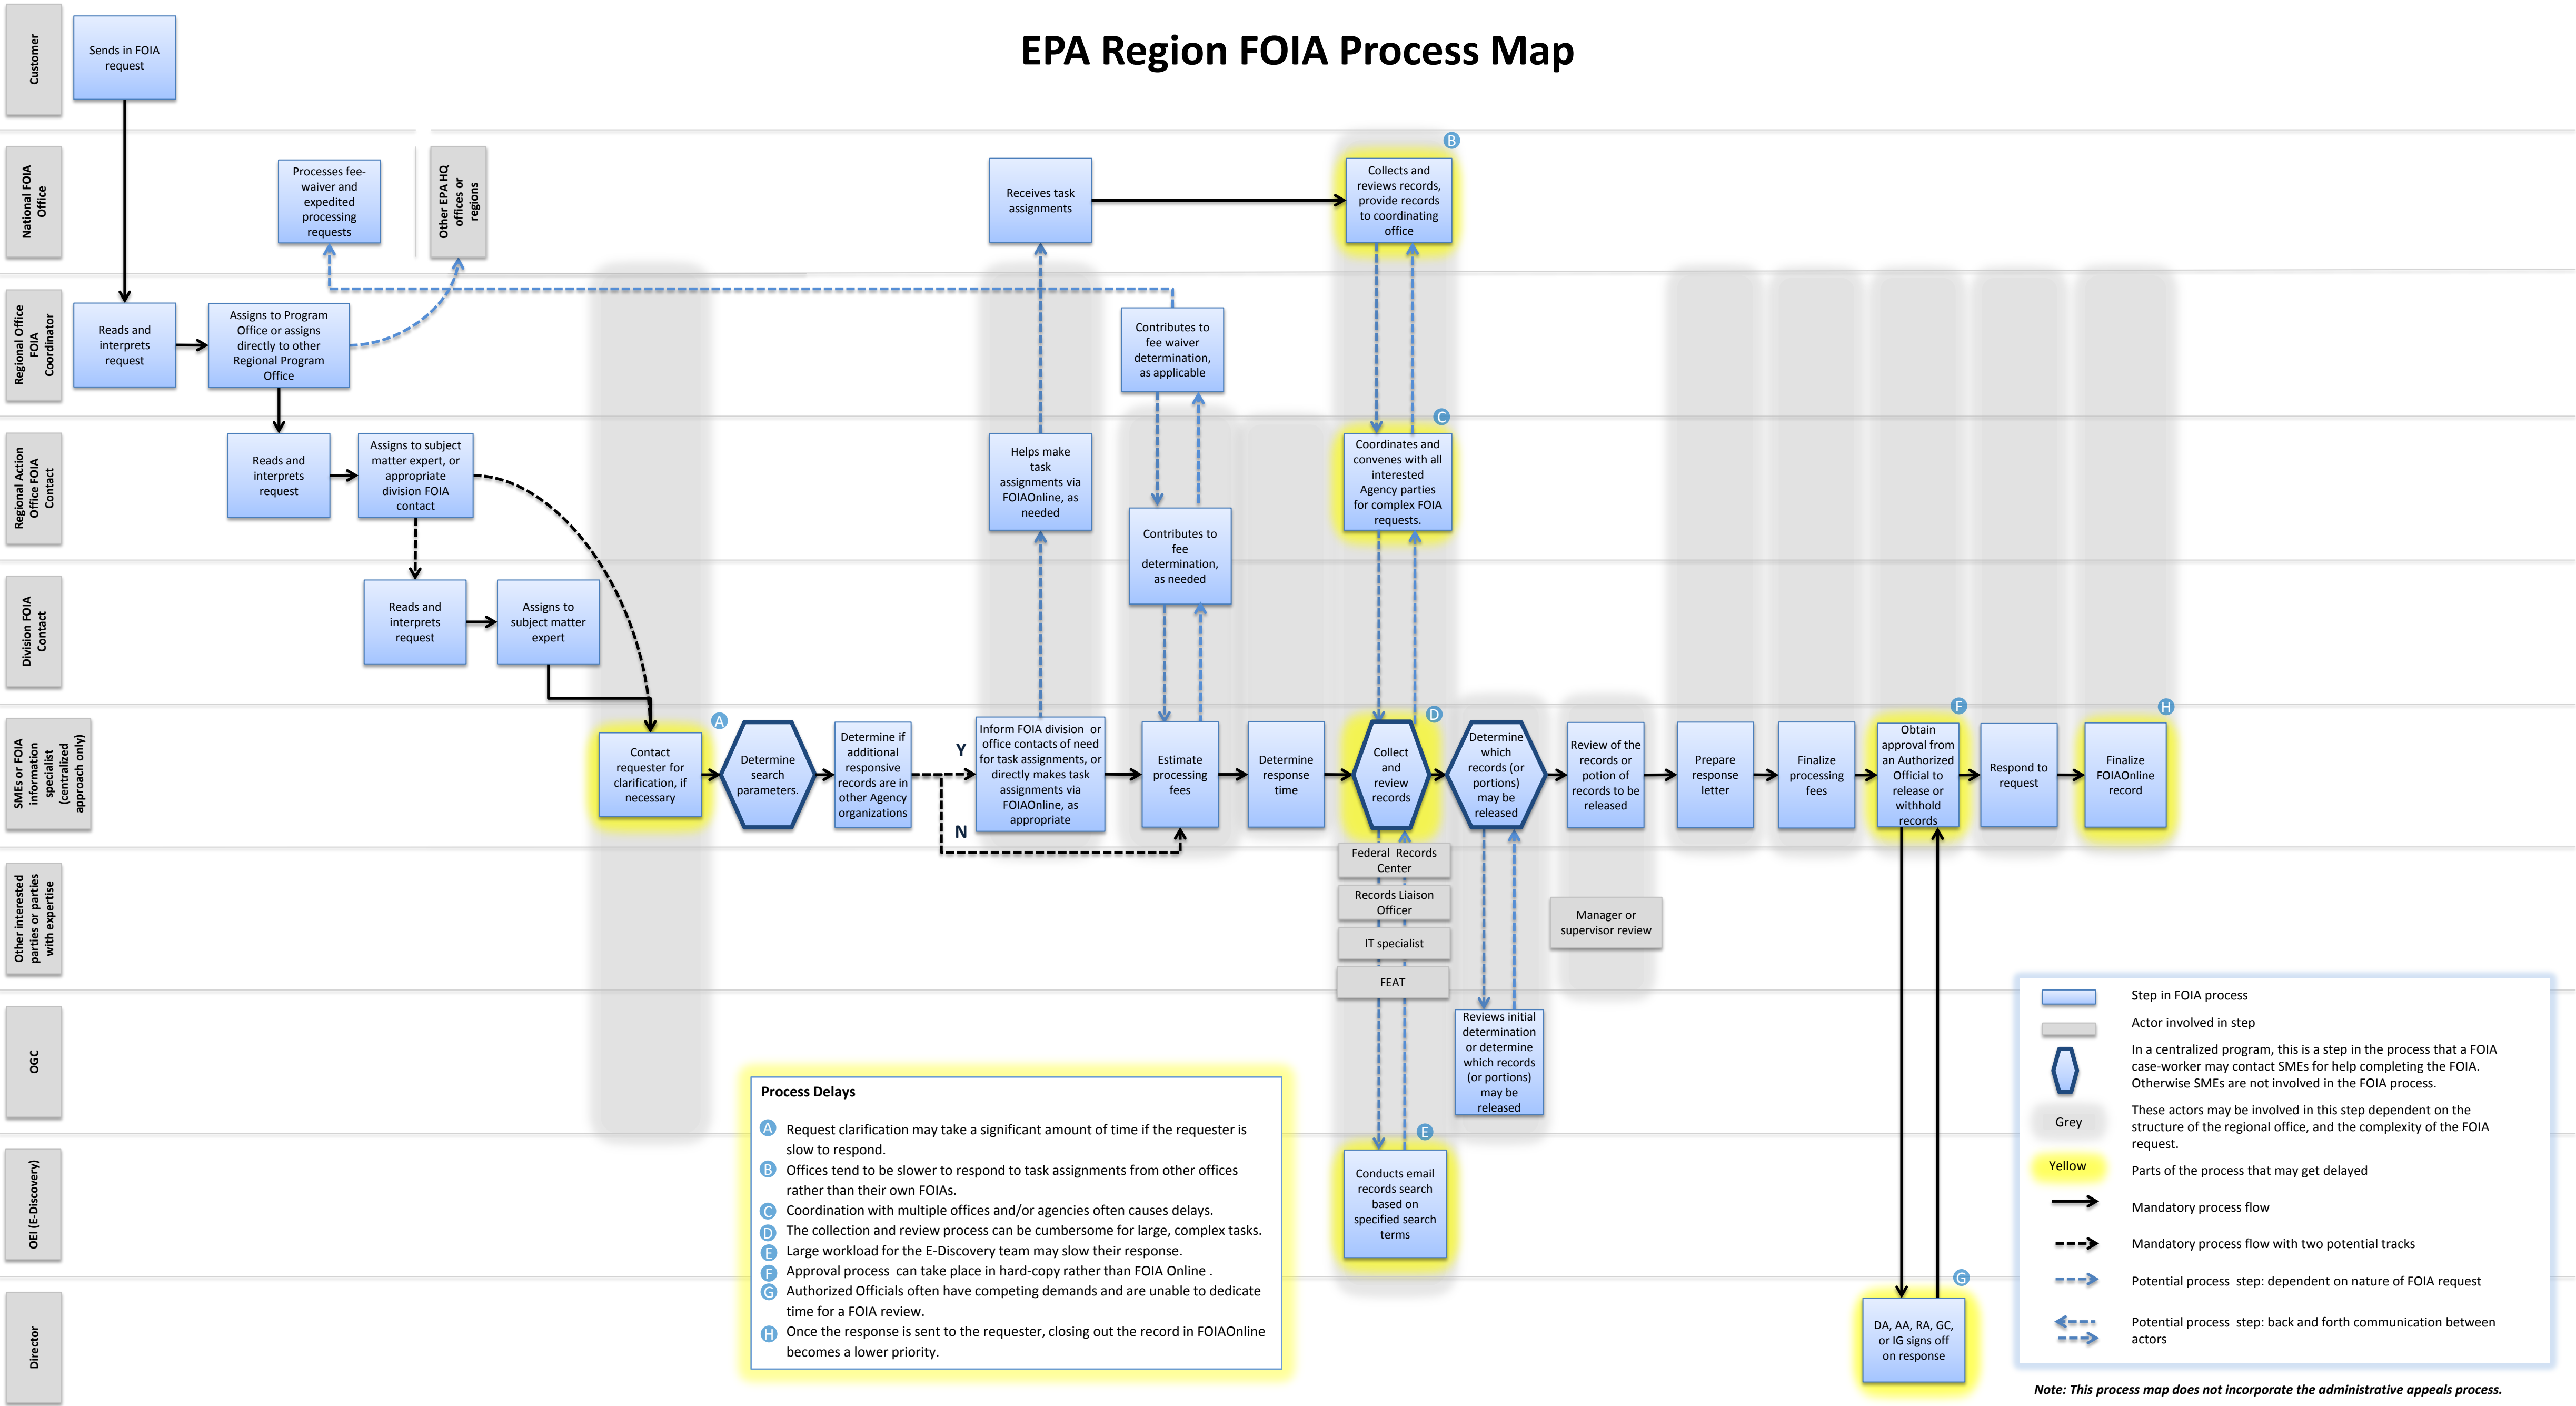 EPA Region FOIA Process Map
Customer
Sends in FOIA
request
National FOIA
Office
Processes fee-
waiver and
expedited
processing
requests
Other EPA HQ
offices or
regions
Receives task
assignments
B
Collects and
reviews records,
provide records
to coordinating
office
Regional Office
FOIA
Coordinator
Reads and
interprets
request
Assigns to Program
Office or assigns
directly to other
Regional Program
Office
Contributes to
fee waiver
determination,
as applicable
Regional Action
Office FOIA
Contact
Reads and
interprets
request
Assigns to subject
matter expert, or
appropriate
division FOIA
contact
Helps make
task
assignments via
FOIAOnline, as
needed
Contributes to
fee
determination,
as needed
C
Coordinates and
convenes with all
interested
Agency parties
for complex FOIA
requests.
Division FOIA
Contact
Reads and
interprets
request
Assigns to
subject matter
expert
SMEs or FOIA
information
specialist
(centralized
approach only)
Contact
requester for
clarification, if
necessary
A
Determine
search
parameters.
Determine if
additional
responsive
records are in
other Agency
organizations
Y
N
Inform FOIA division  or
office contacts of need
for task assignments, or
directly makes task
assignments via
FOIAOnline, as
appropriate
Estimate
processing
fees
Determine
response
time
D
Collect
and
review
records
Determine
which
records (or
portions)
may be
released
Review of the
records or
potion of
records to be
released
Prepare
response
letter
Finalize
processing
fees
F
Obtain
approval from
an Authorized
Official to
release or
withhold
records
Respond to
request
H
Finalize
FOIAOnline
record
Other interested
parties or parties
with expertise
Federal  Records
Center
Records Liaison
Officer
IT specialist
FEAT
Manager or
supervisor review
OGC
Reviews initial
determination
or determine
which records
(or portions)
may be
released
OEI (E-Discovery)
E
Conducts email
records search
based on
specified search
terms
Director
G
DA, AA, RA, GC,
or IG signs off
on response
Process Delays
A Request clarification may take a significant amount of time if the requester is
slow to respond.
B Offices tend to be slower to respond to task assignments from other offices
rather than their own FOIAs.
C Coordination with multiple offices and/or agencies often causes delays.
D The collection and review process can be cumbersome for large, complex tasks.
E Large workload for the E-Discovery team may slow their response.
F Approval process  can take place in hard-copy rather than FOIA Online .
G Authorized Officials often have competing demands and are unable to dedicate
time for a FOIA review.
H Once the response is sent to the requester, closing out the record in FOIAOnline
becomes a lower priority.
Step in FOIA process
Actor involved in step
In a centralized program, this is a step in the process that a FOIA
case-worker may contact SMEs for help completing the FOIA.
Otherwise SMEs are not involved in the FOIA process.
Grey
These actors may be involved in this step dependent on the
structure of the regional office, and the complexity of the FOIA
request.
Yellow
Parts of the process that may get delayed
Mandatory process flow
Mandatory process flow with two potential tracks
Potential process  step: dependent on nature of FOIA request
Potential process  step: back and forth communication between
actors
Note: This process map does not incorporate the administrative appeals process.